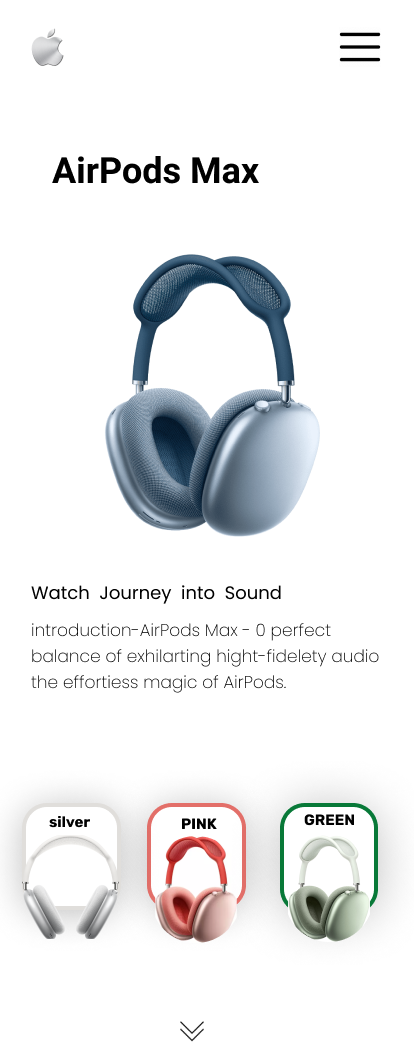 AirPods Max
Watch Journey into Sound
introduction-AirPods Max - 0 perfect
balance of exhilarting hight-fidelety audio
the effortiess magic of AirPods.
silver
PINK
GREEN